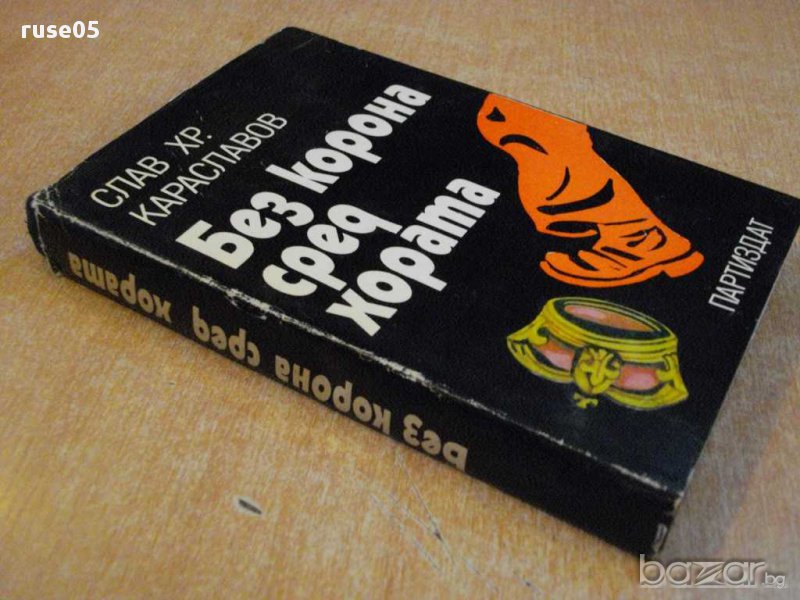 ruse05
СЛАВ ХР.
КАРАСЛАВОВ
Без корона
сред
хората
ПАРТИЗДАТ
Без корона сред хората
bazar.bg